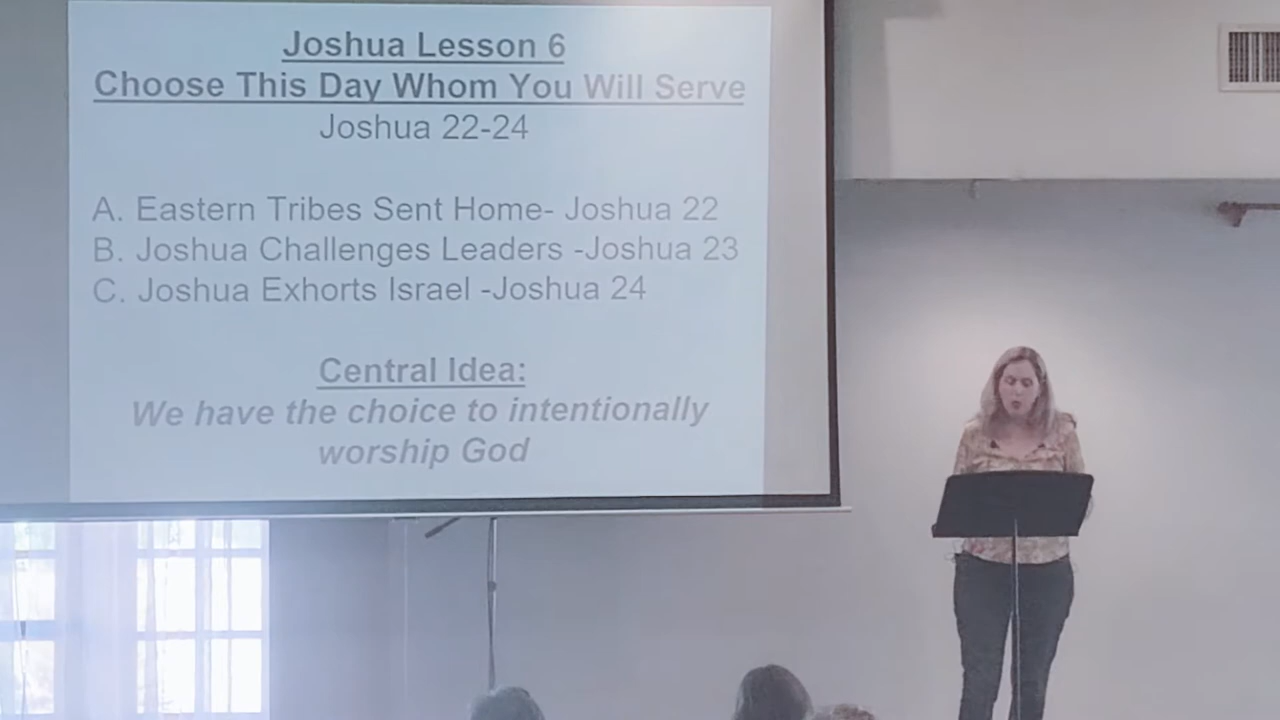 Joshua Lesson 6
Choose This Day Whom You Will Serve
Joshua 22-24
A. Eastern Tribes Sent Home- Joshua 22
B. Joshua Challenges Leaders -Joshua 23
C. Joshua Exhorts Israel -Joshua 24
Central Idea:
We have the choice to intentionally
worship God